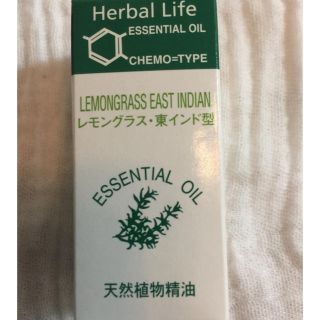 Herbal Life
ESSENTIAL OIL
CHEMO=TYPE
LEMONGRASS EAST INDIAN
レモングラス・東インド型
ESSENTIAL OIL
天然植物精油